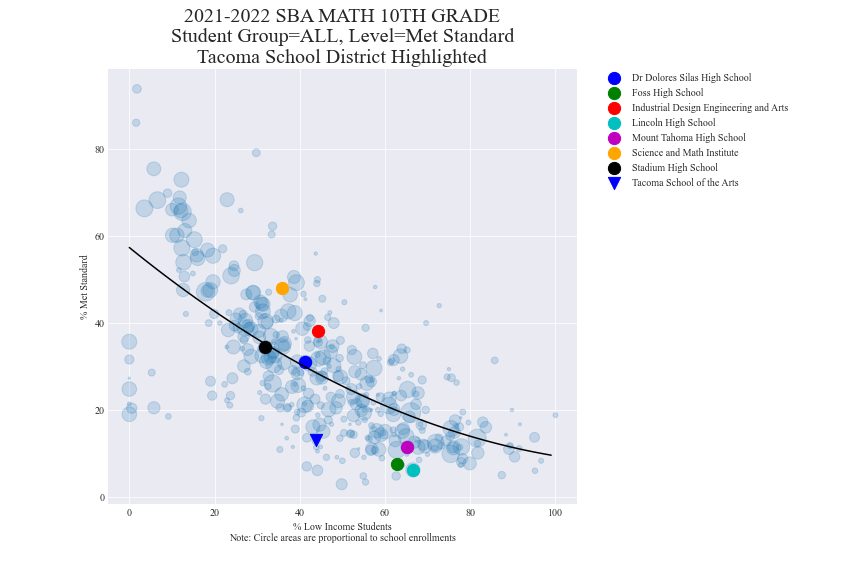 2021-2022 SBA MATH 10TH GRADE
Student Group=ALL, Level=Met Standard
Tacoma School District Highlighted
Dr Dolores Silas High School
Foss High School
Industrial Design Engineering and Arts
Lincoln High School
Mount Tahoma High School
Science and Math Institute
Stadium High School
Tacoma School of the Arts
% Met Standard
80
60
40
20
0
0 20 40 60 80 100
% Low Income Students
Note: Circle areas are proportional to school enrollments